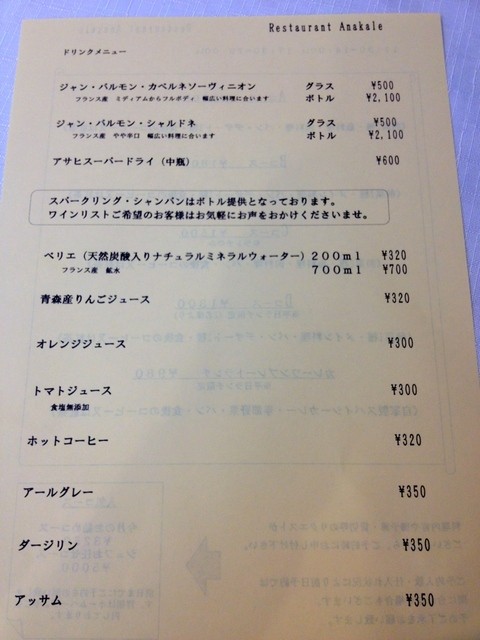 Restaurant Anakale
ドリンクメニュー
ジャン・バルモン・カベルネソーヴィニオン グラス ¥500
フランス産 ミディアムからフルボディ 幅広い料理に合います ボトル ¥2,100
ジャン・バルモン・シャルドネ グラス ¥500
フランス産 やや辛口 幅広い料理に合います ボトル ¥2,100
アサヒスーパードライ（中瓶） ¥600
スパークリング・シャンパンはボトル提供となっております。
ワインリストご希望のお客様はお気軽にお声をおかけくださいませ。
ペリエ（天然炭酸入りナチュラルミネラルウォーター）200ml ¥320
フランス産 鉱水 700ml ¥700
青森産りんごジュース ¥320
オレンジジュース ¥300
トマトジュース ¥300
食塩無添加
ホットコーヒー ¥320
アールグレー ¥350
ダージリン ¥350
アッサム ¥350